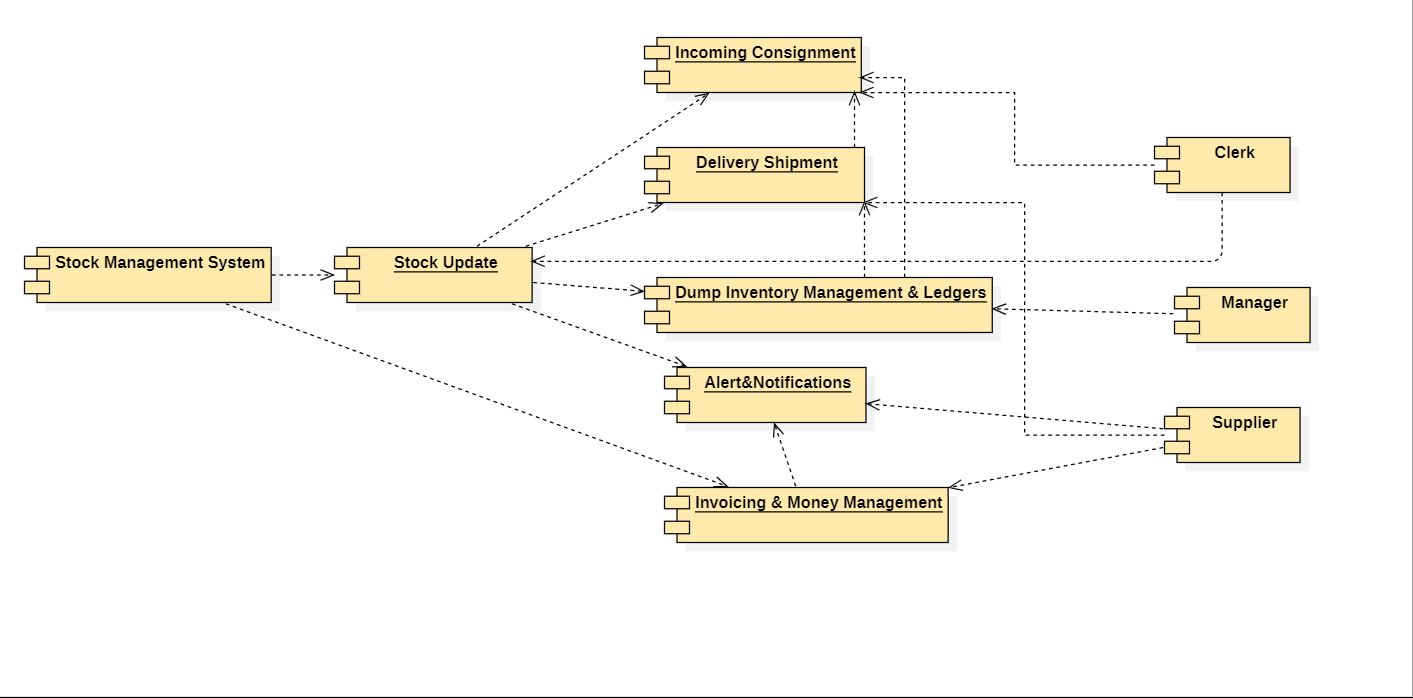 Incoming Consignment
Delivery Shipment
Clerk
Stock Management System
Stock Update
Dump Inventory Management & Ledgers
Manager
Alert&Notifications
Supplier
Invoicing & Money Management